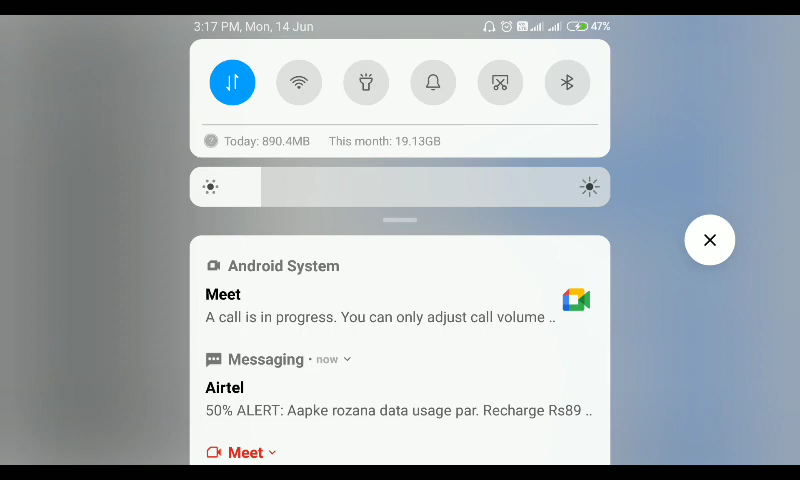 3:17 PM, Mon, 14 Jun 47%
Today: 890.4MB This month: 19.13GB
Android System
Meet
A call is in progress. You can only adjust call volume ..
Messaging • now
Airtel
50% ALERT: Aapke rozana data usage par. Recharge Rs89 ..
Meet